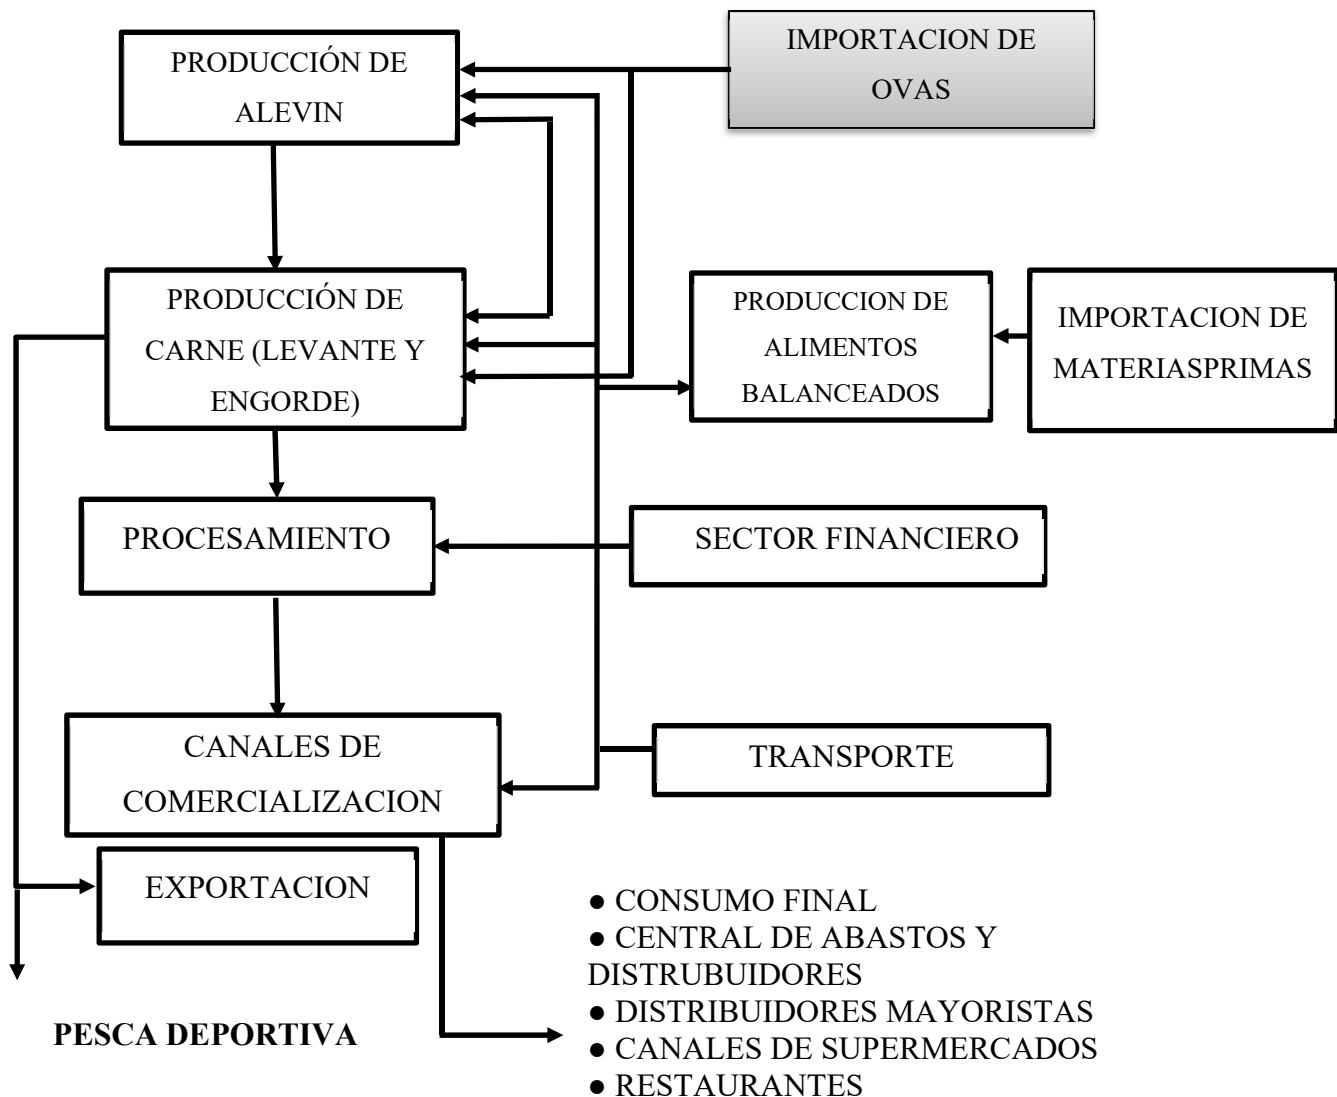 PRODUCCIÓN DE
ALEVIN
IMPORTACION DE
OVAS
PRODUCCIÓN DE
CARNE (LEVANTE Y
ENGORDE)
PRODUCCION DE
ALIMENTOS
BALANCEADOS
IMPORTACION DE
MATERIASPRIMAS
PROCESAMIENTO
SECTOR FINANCIERO
CANALES DE
COMERCIALIZACION
TRANSPORTE
EXPORTACION
PESCA DEPORTIVA
● CONSUMO FINAL
● CENTRAL DE ABASTOS Y
DISTRUBUIDORES
● DISTRIBUIDORES MAYORISTAS
● CANALES DE SUPERMERCADOS
● RESTAURANTES